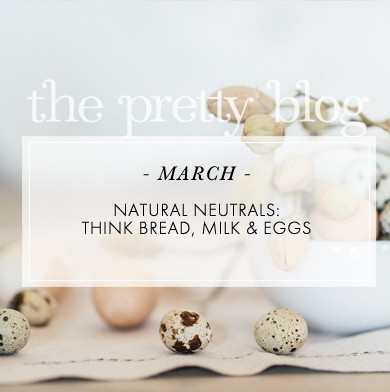 the pretty blog
- MARCH -
NATURAL NEUTRALS:
THINK BREAD, MILK & EGGS